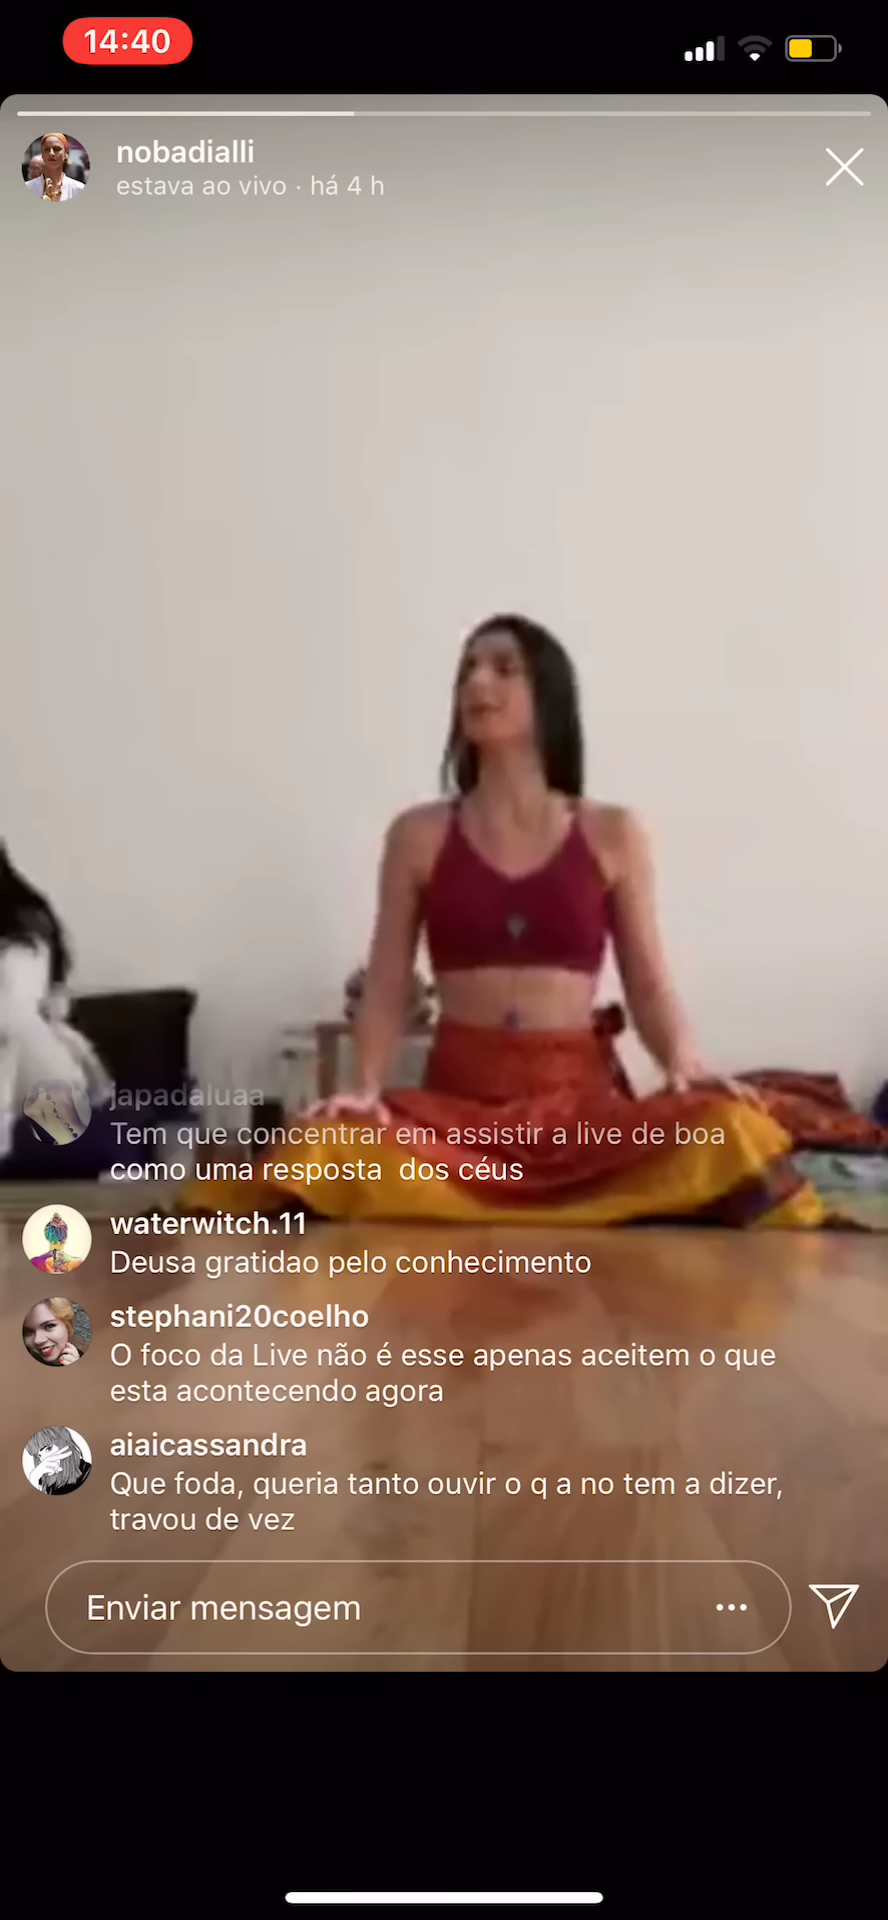 14:40
nobadialli
estava ao vivo · há 4 h
japadaluaa
Tem que concentrar em assistir a live de boa
como uma resposta  dos céus
waterwitch.11
Deusa gratidao pelo conhecimento
stephani20coelho
O foco da Live não é esse apenas aceitem o que
esta acontecendo agora
aiaicassandra
Que foda, queria tanto ouvir o q a no tem a dizer,
travou de vez
Enviar mensagem